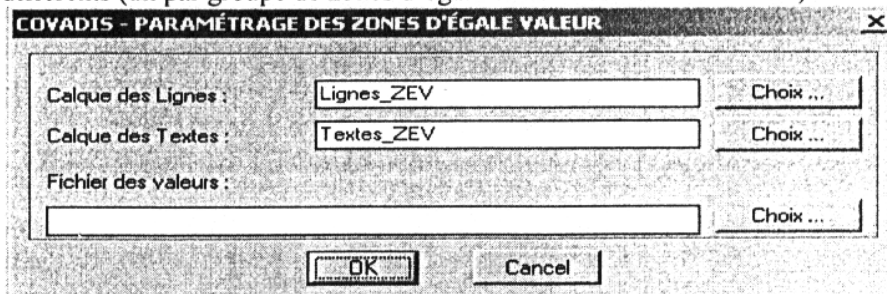 COVADIS - PARAMÉTRAGE DES ZONES D'ÉGALE VALEUR
Calque des Lignes : Lignes_ZEV Choix ...
Calque des Textes : Textes_ZEV Choix ...
Fichier des valeurs :
Choix ...
OK Cancel